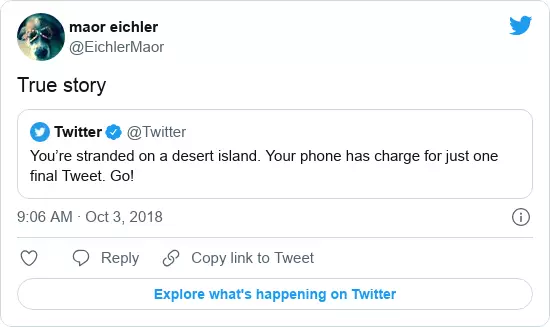 maor eichler
@EichlerMaor
True story
Twitter @Twitter
You’re stranded on a desert island. Your phone has charge for just one
final Tweet. Go!
9:06 AM · Oct 3, 2018
Reply Copy link to Tweet
Explore what's happening on Twitter